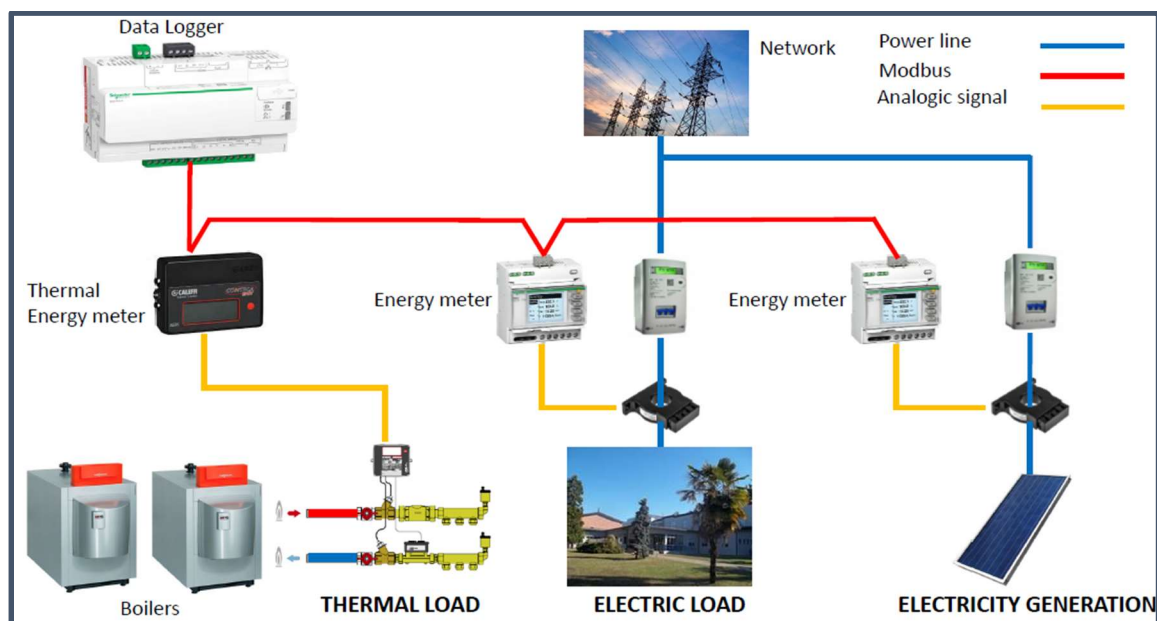 Data Logger
Network
Power line
Modbus
Analogic signal
Thermal
Energy meter
Energy meter
Energy meter
Boilers
THERMAL LOAD
ELECTRIC LOAD
ELECTRICITY GENERATION